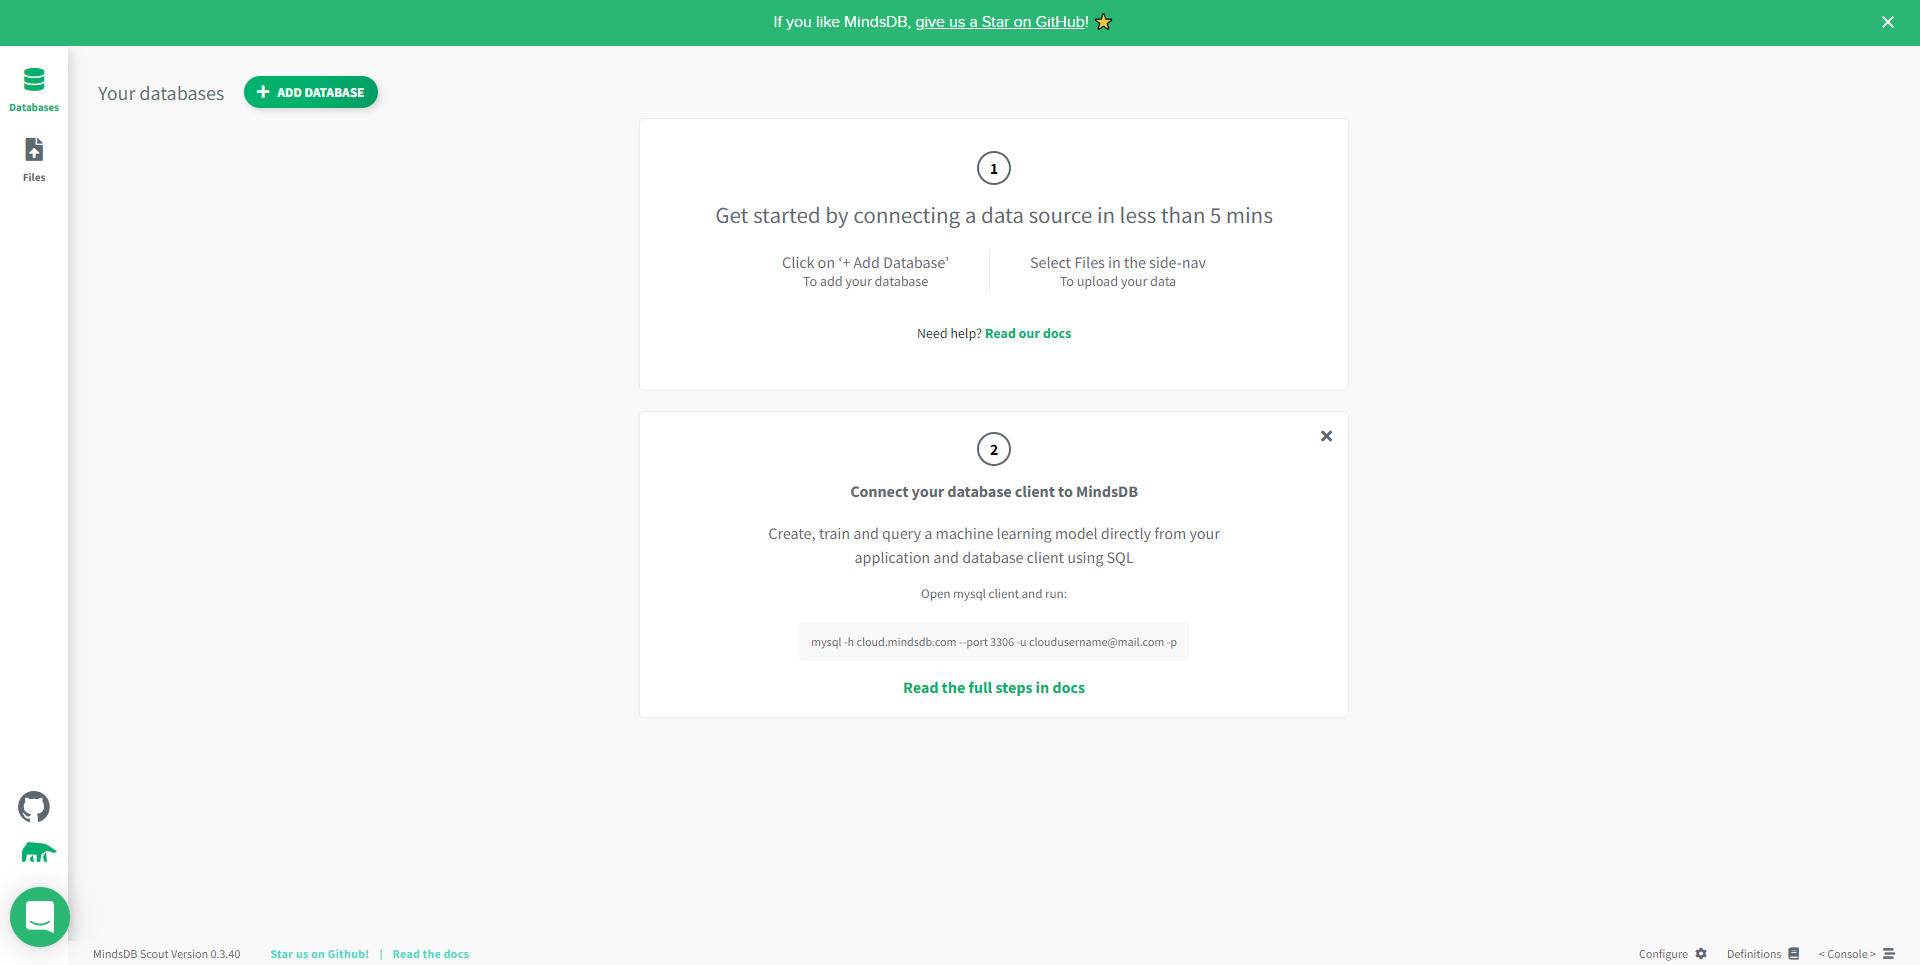 If you like MindsDB, give us a Star on GitHub!
Databases
Files
Your databases
ADD DATABASE
1
Get started by connecting a data source in less than 5 mins
Click on ‘+ Add Database’
To add your database
Select Files in the side-nav
To upload your data
Need help? Read our docs
2
Connect your database client to MindsDB
Create, train and query a machine learning model directly from your
application and database client using SQL
Open mysql client and run:
mysql -h cloud.mindsdb.com --port 3306 -u cloudusername@mail.com -p
Read the full steps in docs
MindsDB Scout Version 0.3.40
Star us on Github! | Read the docs
Configure
Definitions
< Console >